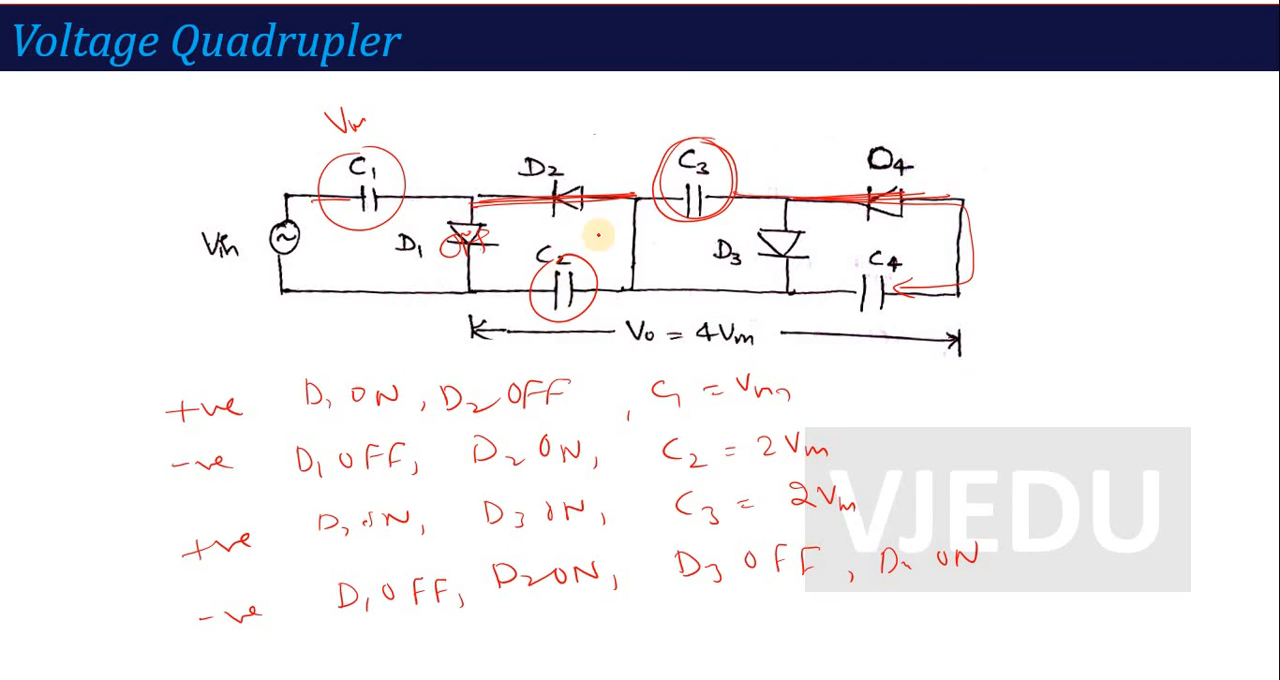 Voltage Quadrupler
Vm
C1 D2 C3 D4
Vin D1 OFF C2 D3 C4
Vo = 4Vm
+ve D1 ON, D2 OFF, C1 = Vm,
-ve D1 OFF, D2 ON, C2 = 2Vm
+ve D1 ON, D3 ON, C3 = 2Vm
-ve D1 OFF, D2 ON, D3 OFF, D4 ON
VJEDU